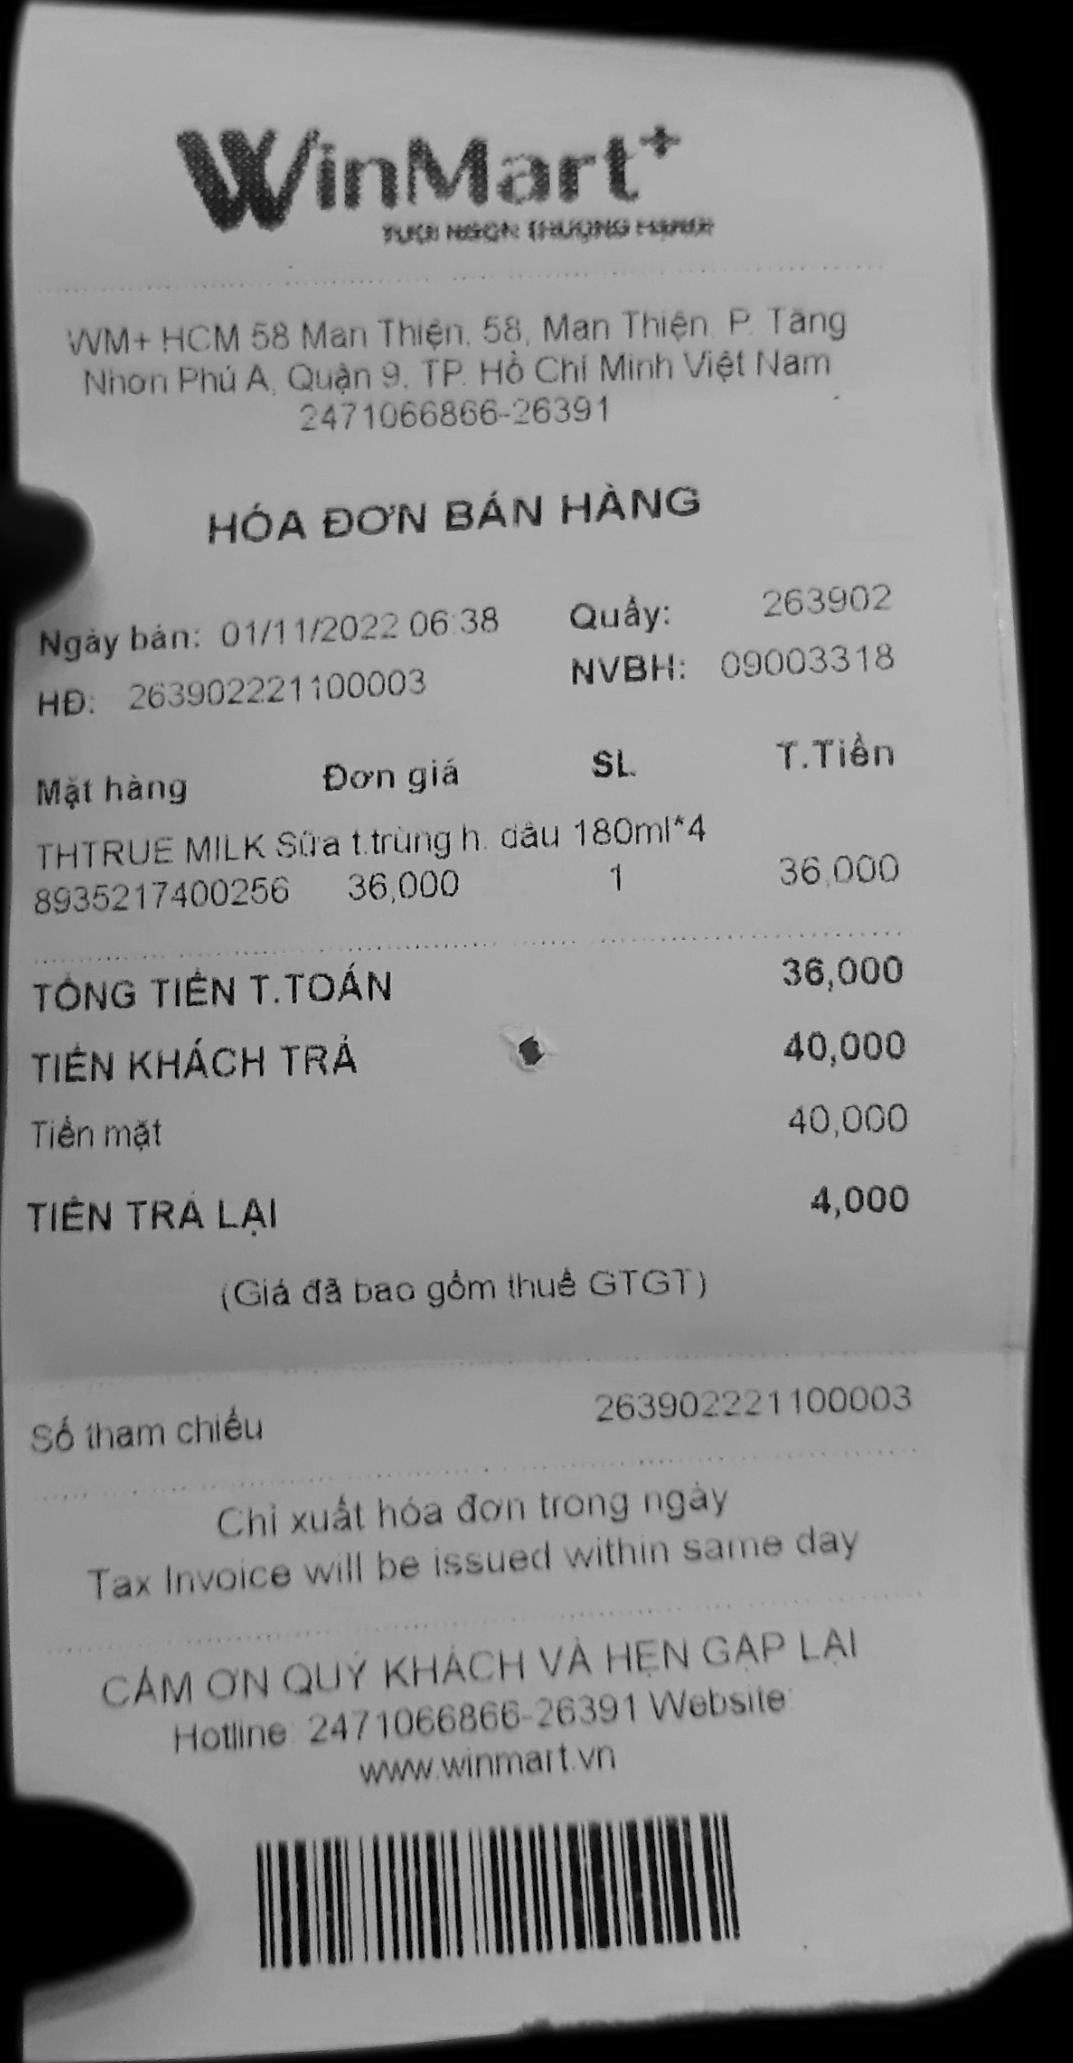 WinMart+
TƯƠI NGON THƯỢNG HẠNG
WM+ HCM 58 Man Thiện, 58, Man Thiện, P. Tăng
Nhơn Phú A, Quận 9, TP. Hồ Chí Minh Việt Nam
2471066866-26391
HÓA ĐƠN BÁN HÀNG
Ngày bán: 01/11/2022 06:38 Quầy: 263902
HĐ: 263902221100003 NVBH: 09003318
Mặt hàng Đơn giá SL T.Tiền
THTRUE MILK Sữa t.trùng h. dâu 180ml*4
8935217400256 36,000 1 36,000
TỔNG TIỀN T.TOÁN 36,000
TIỀN KHÁCH TRẢ 40,000
Tiền mặt 40,000
TIỀN TRẢ LẠI 4,000
(Giá đã bao gồm thuế GTGT)
Số tham chiếu 263902221100003
Chỉ xuất hóa đơn trong ngày
Tax Invoice will be issued within same day
CẢM ƠN QUÝ KHÁCH VÀ HẸN GẶP LẠI
Hotline: 2471066866-26391 Website:
www.winmart.vn